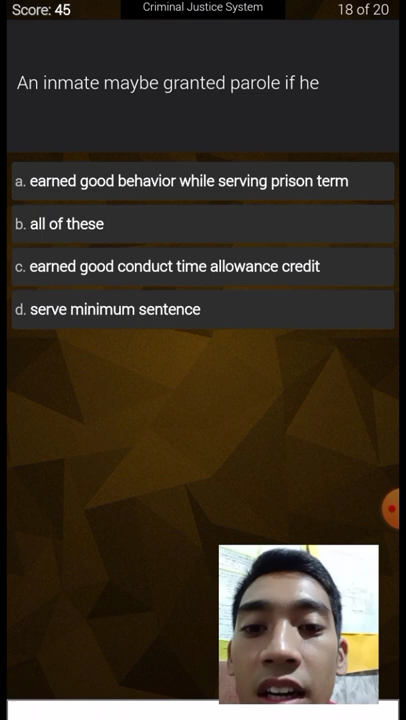 Score: 45 Criminal Justice System 18 of 20
An inmate maybe granted parole if he
a. earned good behavior while serving prison term
b. all of these
c. earned good conduct time allowance credit
d. serve minimum sentence